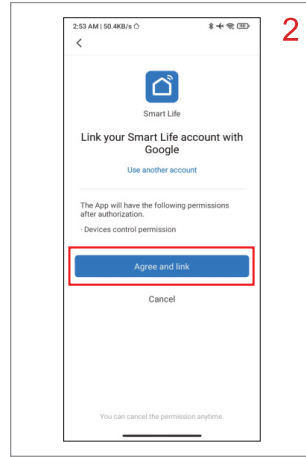 2
2:53 AM | 50.4KB/s
Smart Life
Link your Smart Life account with
Google
Use another account
The App will have the following permissions
after authorization.
· Devices control permission
Agree and link
Cancel
You can cancel the permission anytime.